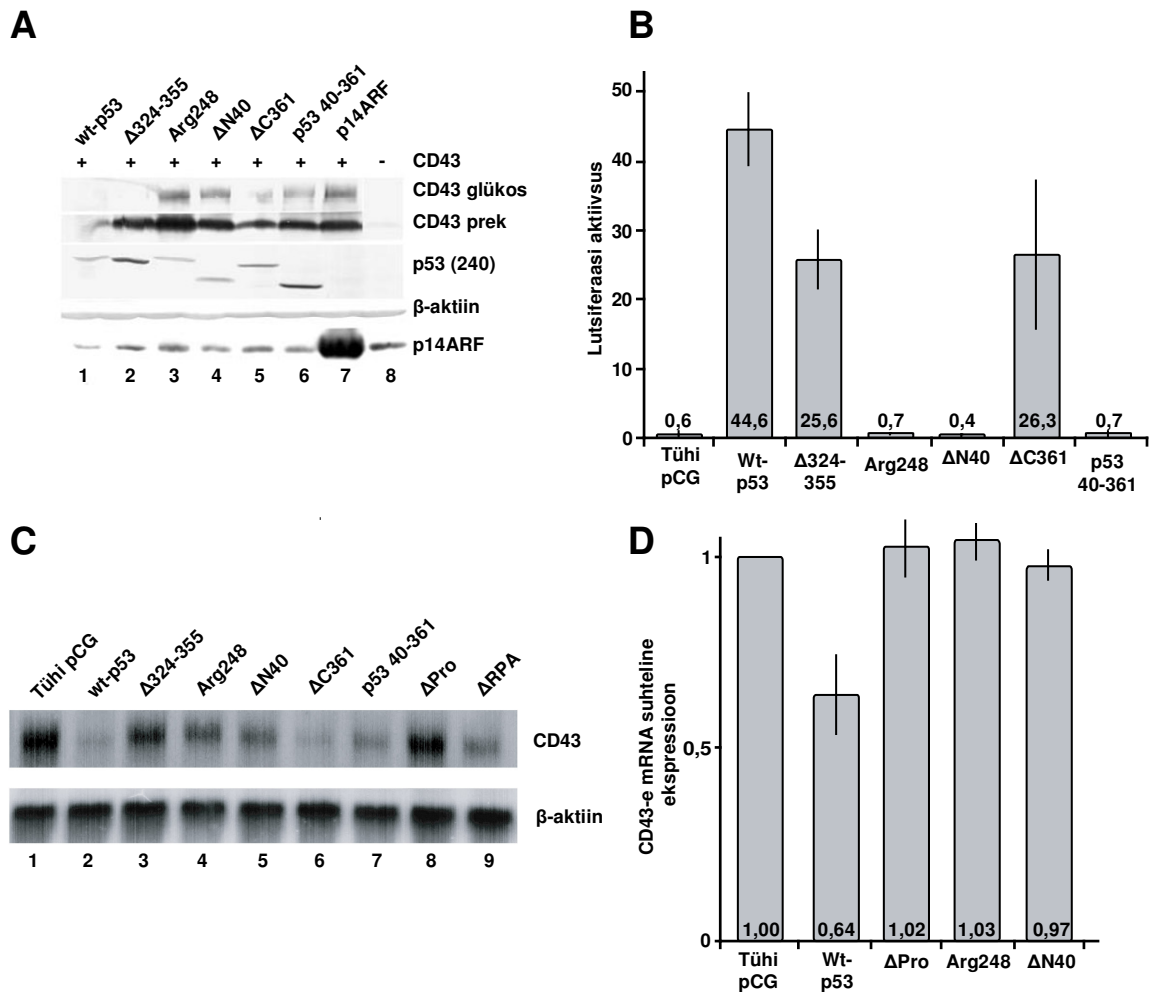 A
wt-p53
Δ324-355
Arg248
ΔN40
ΔC361
p53 40-361
p14ARF
+ + + + + + + - CD43
CD43 glükos
CD43 prek
p53 (240)
β-aktiin
p14ARF
1 2 3 4 5 6 7 8
B
Lutsiferaasi aktiivsus
50
40
30
20
10
0
0,6 44,6 25,6 0,7 0,4 26,3 0,7
Tühi pCG
Wt-p53
Δ324-355
Arg248
ΔN40
ΔC361
p53 40-361
C
Tühi pCG
wt-p53
Δ324-355
Arg248
ΔN40
ΔC361
p53 40-361
ΔPro
ΔRPA
CD43
β-aktiin
1 2 3 4 5 6 7 8 9
D
CD43-e mRNA suhteline
ekspressioon
1
0,5
0
1,00 0,64 1,02 1,03 0,97
Tühi pCG
Wt-p53
ΔPro
Arg248
ΔN40